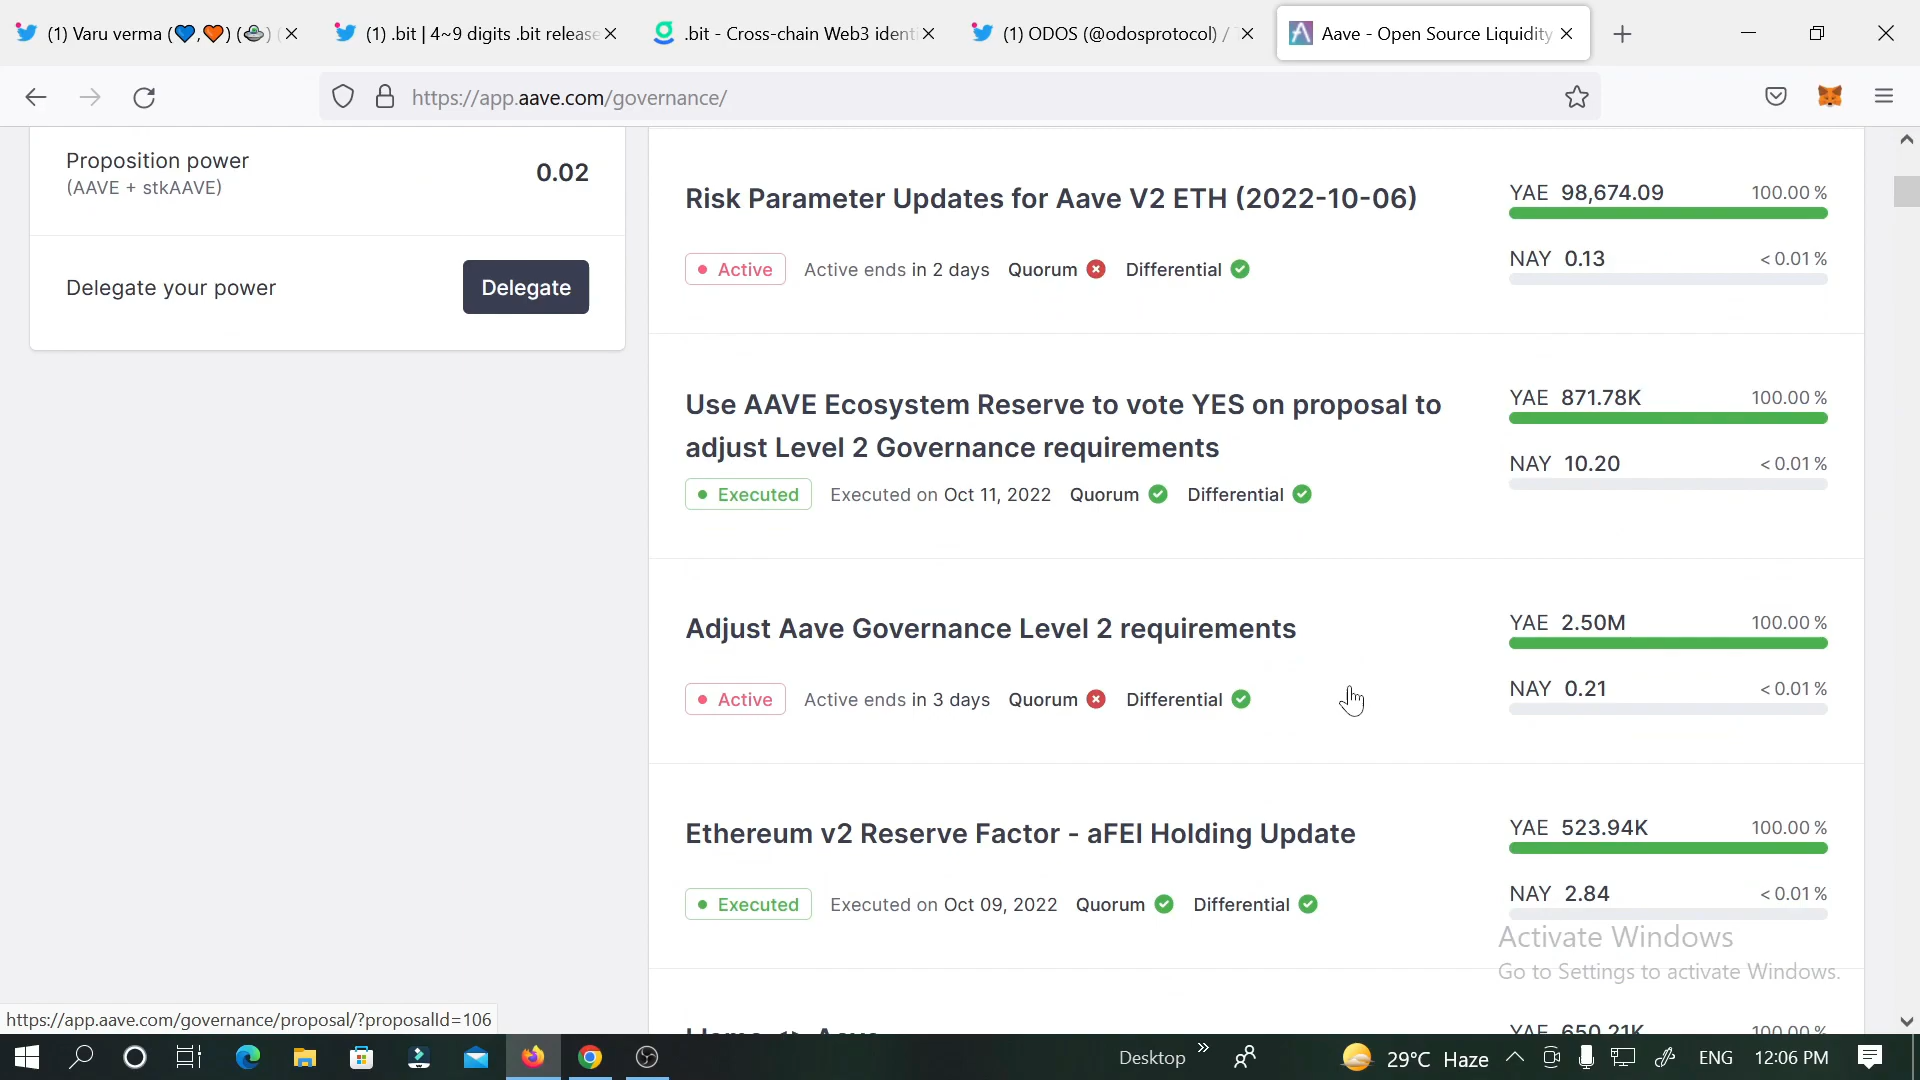 (1) Varu verma (💙,🧡) (🛸) (
(1) .bit | 4~9 digits .bit release
.bit - Cross-chain Web3 identi
(1) ODOS (@odosprotocol) / T
Aave - Open Source Liquidity
https://app.aave.com/governance/
Proposition power
(AAVE + stkAAVE)
0.02
Delegate your power
Delegate
Risk Parameter Updates for Aave V2 ETH (2022-10-06)
Active Active ends in 2 days Quorum Differential
YAE 98,674.09 100.00 %
NAY 0.13 < 0.01 %
Use AAVE Ecosystem Reserve to vote YES on proposal to
adjust Level 2 Governance requirements
Executed Executed on Oct 11, 2022 Quorum Differential
YAE 871.78K 100.00 %
NAY 10.20 < 0.01 %
Adjust Aave Governance Level 2 requirements
Active Active ends in 3 days Quorum Differential
YAE 2.50M 100.00 %
NAY 0.21 < 0.01 %
Ethereum v2 Reserve Factor - aFEI Holding Update
Executed Executed on Oct 09, 2022 Quorum Differential
YAE 523.94K 100.00 %
NAY 2.84 < 0.01 %
Activate Windows
Go to Settings to activate Windows.
YAE 650.21K 100.00 %
https://app.aave.com/governance/proposal/?proposalId=106
Desktop
29°C Haze
ENG
12:06 PM